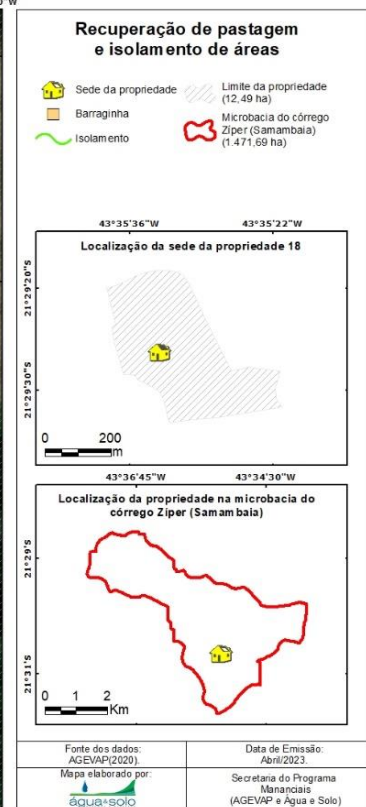 Recuperação de pastagem
e isolamento de áreas
Sede da propriedade
Barraginha
Isolamento
Limite da propriedade
(12,49 ha)
Microbacia do córrego
Zíper (Samambaia)
(1.471,69 ha)
43°35'36"W 43°35'22"W
Localização da sede da propriedade 18
21°29'20"S
21°29'30"S
0 200
m
43°36'45"W 43°34'30"W
Localização da propriedade na microbacia do
córrego Zíper (Samambaia)
21°29'S
21°31'S
0 1 2
Km
Fonte dos dados:
AGEVAP(2020).
Data de Emissão:
Abril/2023.
Mapa elaborado por:
água e solo
Secretaria do Programa
Mananciais
(AGEVAP e Água e Solo)